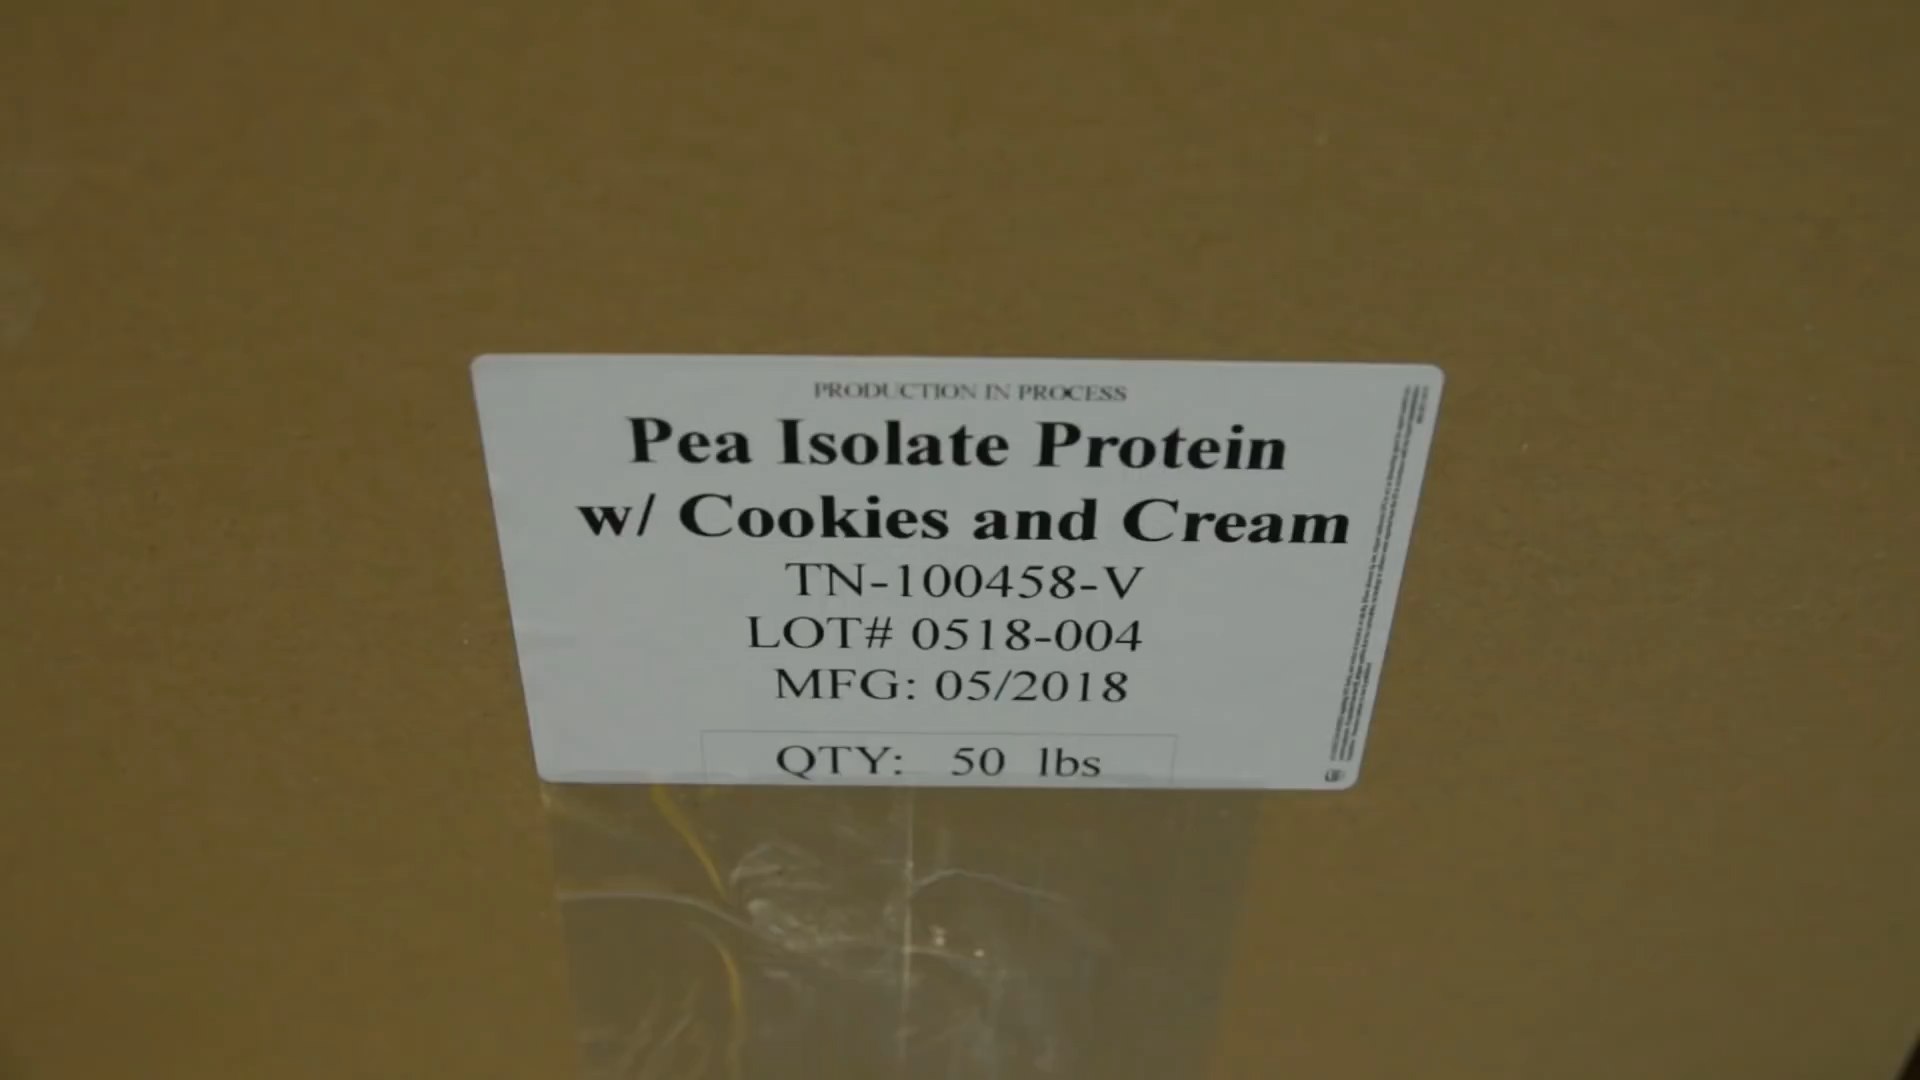 PRODUCTION IN PROCESS
Pea Isolate Protein
w/ Cookies and Cream
TN-100458-V
LOT# 0518-004
MFG: 05/2018
QTY: 50 lbs